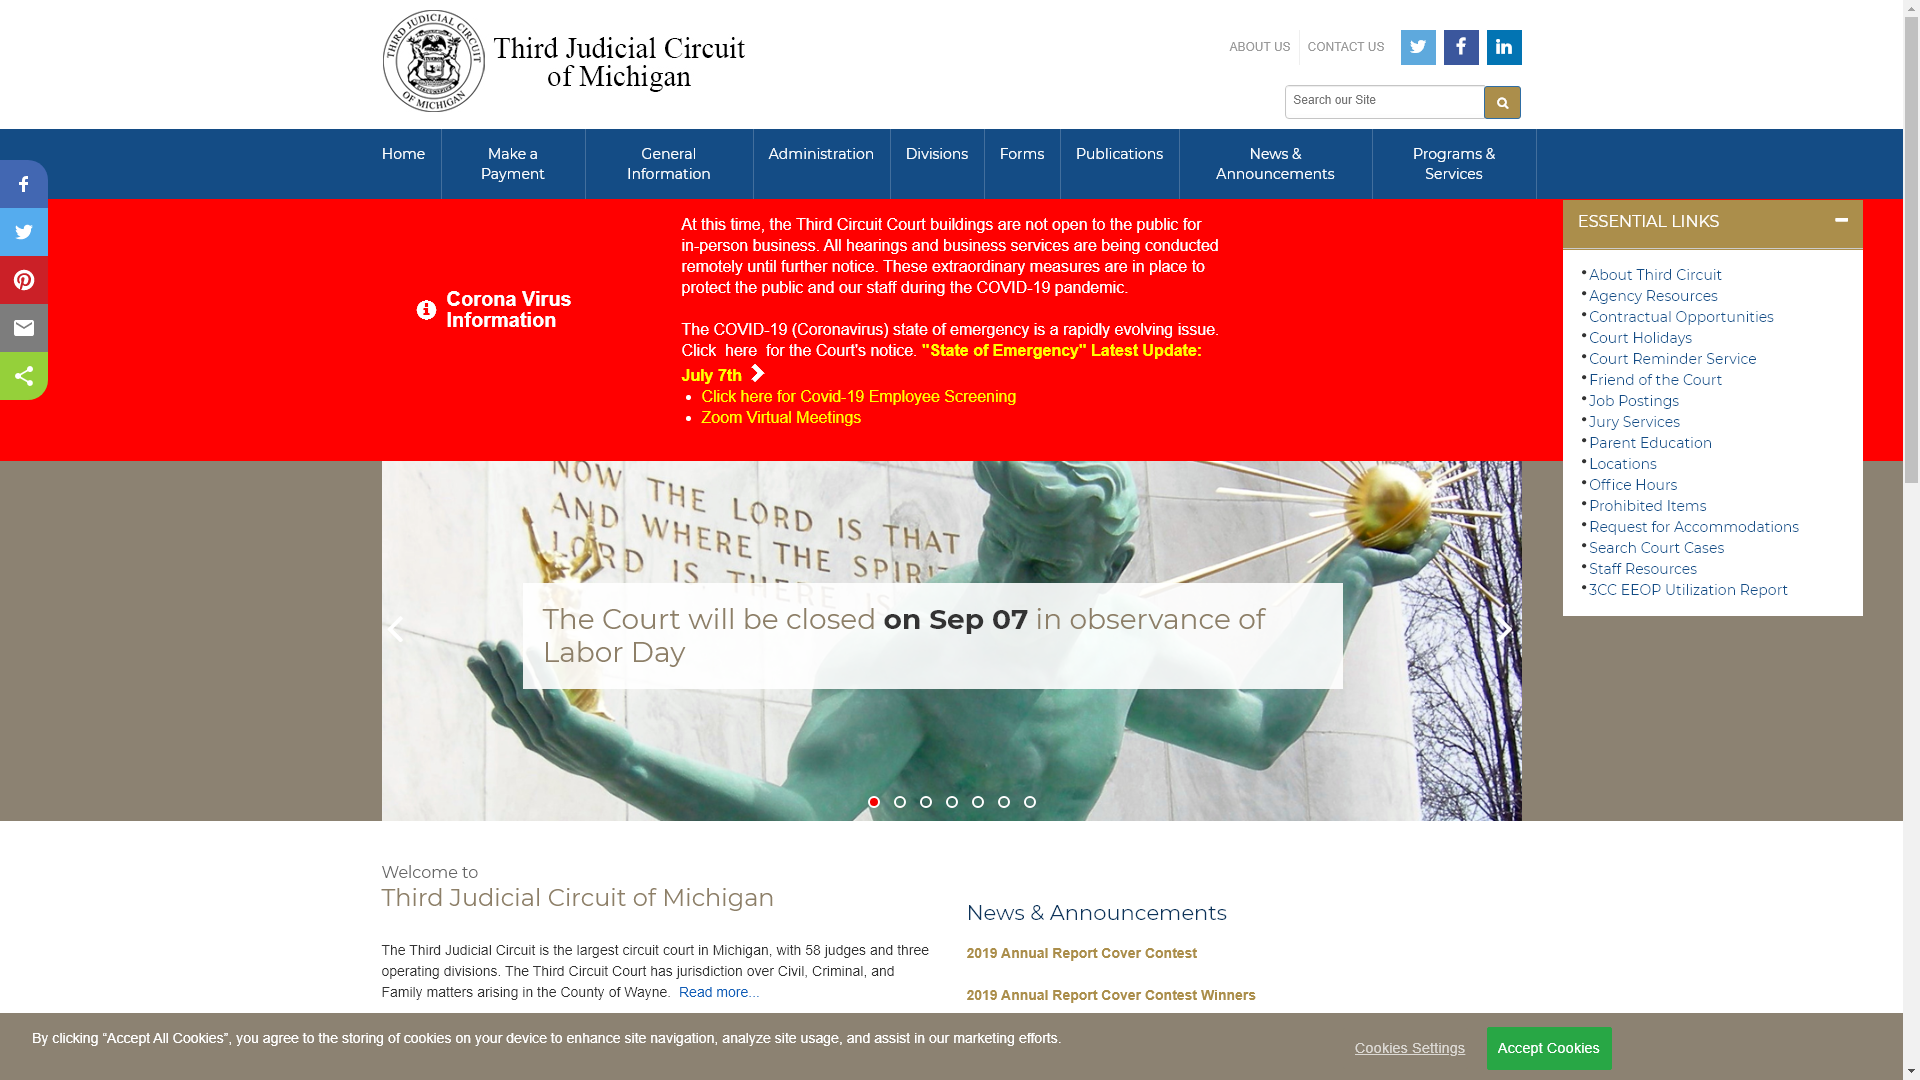 THIRD JUDICIAL CIRCUIT
OF MICHIGAN
Third Judicial Circuit
of Michigan
ABOUT US
CONTACT US
Search our Site
Home
Make a
Payment
General
Information
Administration
Divisions
Forms
Publications
News &
Announcements
Programs &
Services
Corona Virus
Information
At this time, the Third Circuit Court buildings are not open to the public for
in-person business. All hearings and business services are being conducted
remotely until further notice. These extraordinary measures are in place to
protect the public and our staff during the COVID-19 pandemic.
The COVID-19 (Coronavirus) state of emergency is a rapidly evolving issue.
Click here for the Court's notice. "State of Emergency" Latest Update:
July 7th
Click here for Covid-19 Employee Screening
Zoom Virtual Meetings
ESSENTIAL LINKS
About Third Circuit
Agency Resources
Contractual Opportunities
Court Holidays
Court Reminder Service
Friend of the Court
Job Postings
Jury Services
Parent Education
Locations
Office Hours
Prohibited Items
Request for Accommodations
Search Court Cases
Staff Resources
3CC EEOP Utilization Report
NOW THE LORD IS THAT
AND WHERE THE SPIRIT
LORD IS THERE IS
The Court will be closed on Sep 07 in observance of
Labor Day
Welcome to
Third Judicial Circuit of Michigan
The Third Judicial Circuit is the largest circuit court in Michigan, with 58 judges and three
operating divisions. The Third Circuit Court has jurisdiction over Civil, Criminal, and
Family matters arising in the County of Wayne. Read more...
News & Announcements
2019 Annual Report Cover Contest
2019 Annual Report Cover Contest Winners
By clicking “Accept All Cookies”, you agree to the storing of cookies on your device to enhance site navigation, analyze site usage, and assist in our marketing efforts.
Cookies Settings
Accept Cookies